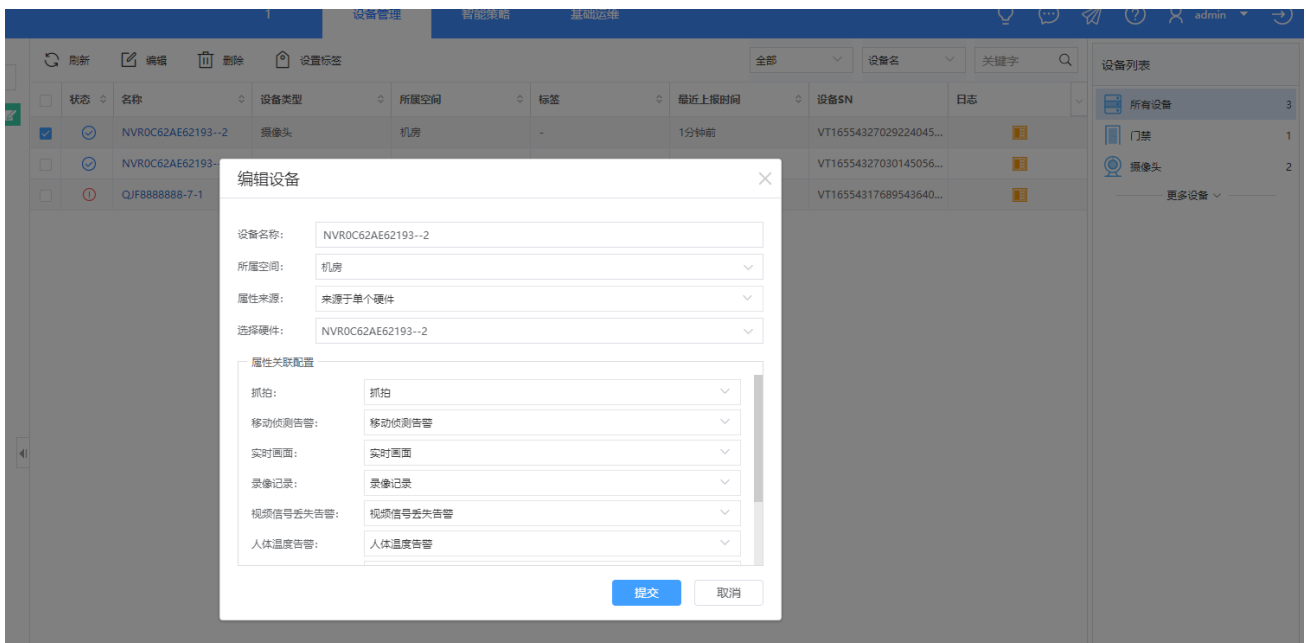 1 设备管理 智能策略 基础运维 admin
刷新 编辑 删除 设置标签 全部 设备名 关键字
设备列表
状态 名称 设备类型 所属空间 标签 最近上报时间 设备SN 日志
所有设备 3
NVR0C62AE62193--2 摄像头 机房 - 1分钟前 VT16554327029224045...
门禁 1
NVR0C62AE62193-- VT16554327030145056...
摄像头 2
QJF8888888-7-1 VT16554317689543640...
更多设备
编辑设备
设备名称: NVR0C62AE62193--2
所属空间: 机房
属性来源: 来源于单个硬件
选择硬件: NVR0C62AE62193--2
属性关联配置
抓拍: 抓拍
移动侦测告警: 移动侦测告警
实时画面: 实时画面
录像记录: 录像记录
视频信号丢失告警: 视频信号丢失告警
人体温度告警: 人体温度告警
提交 取消